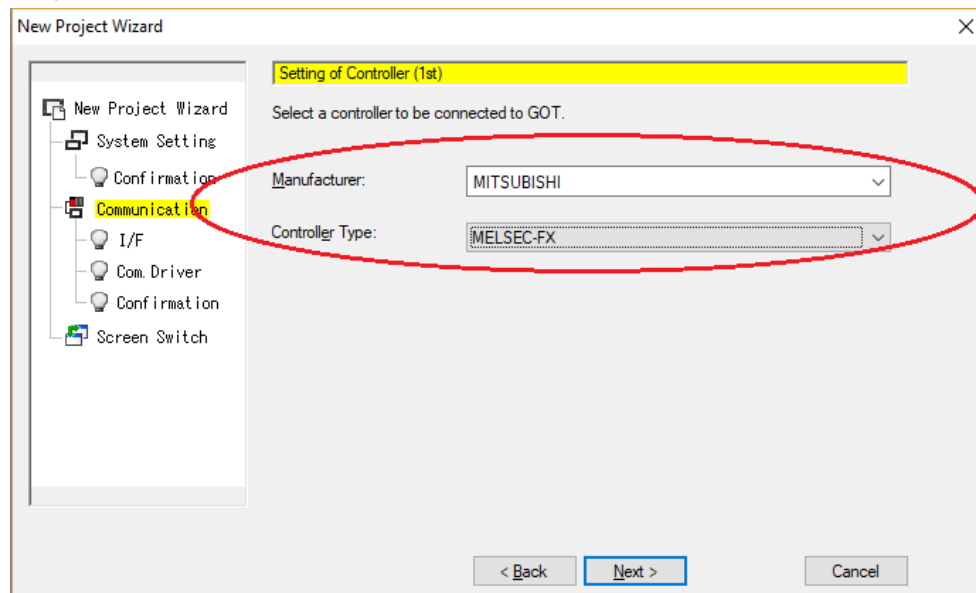 New Project Wizard
Setting of Controller (1st)
New Project Wizard
Select a controller to be connected to GOT.
System Setting
Confirmation
Manufacturer:
MITSUBISHI
Communication
Controller Type:
MELSEC-FX
I/F
Com. Driver
Confirmation
Screen Switch
< Back
Next >
Cancel